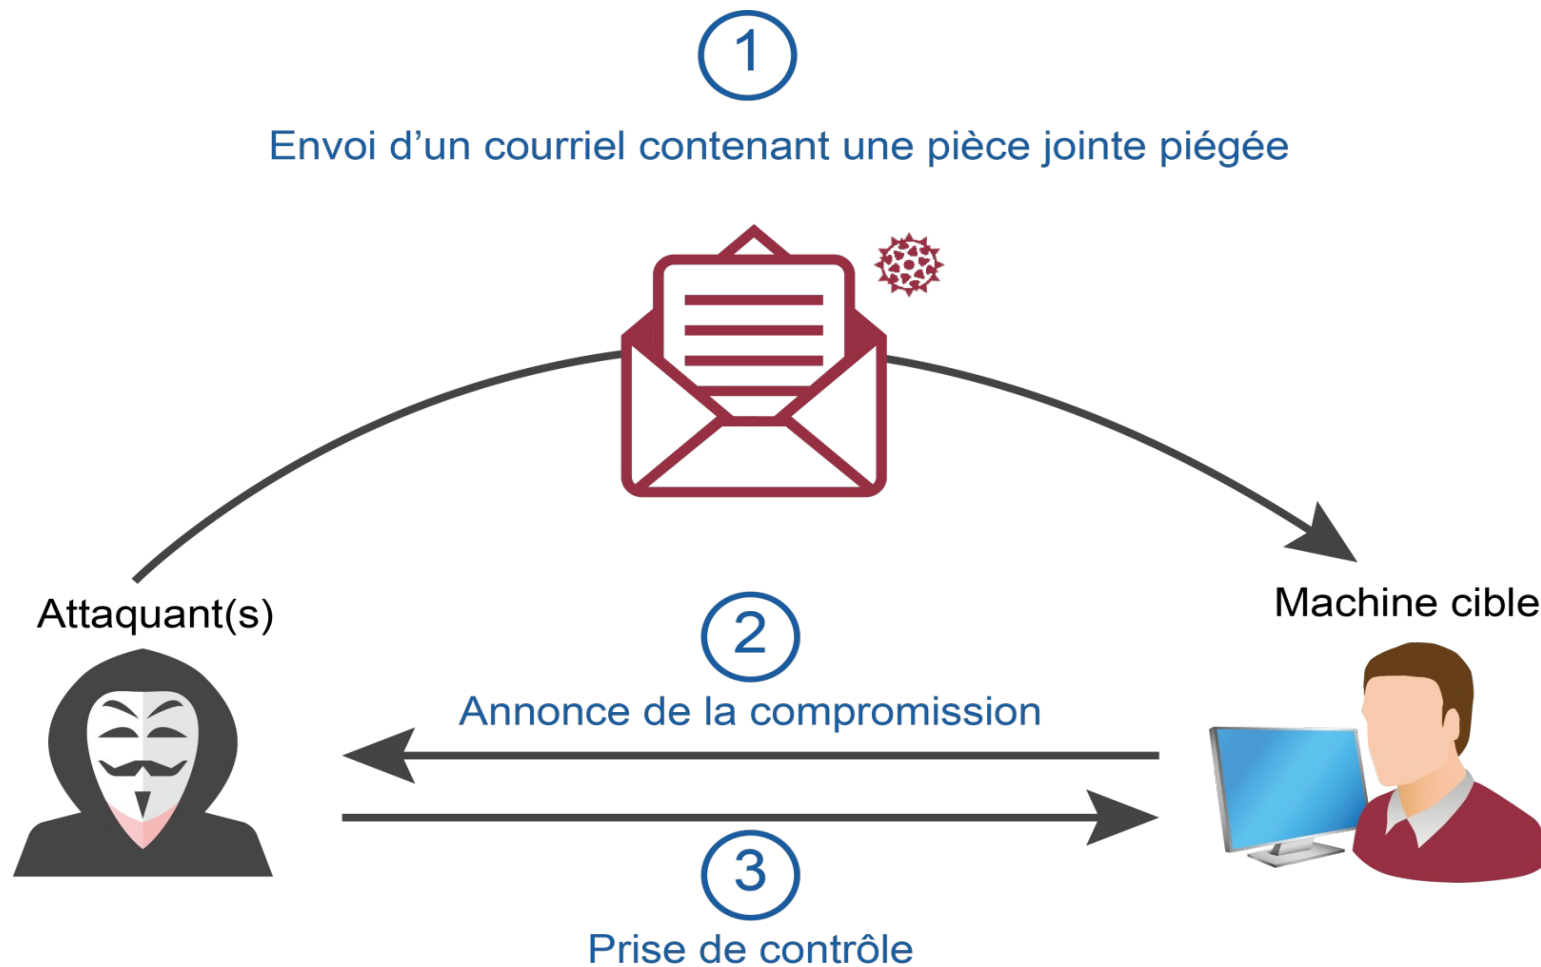 1
Envoi d’un courriel contenant une pièce jointe piégée
Attaquant(s)
Machine cible
2
Annonce de la compromission
3
Prise de contrôle